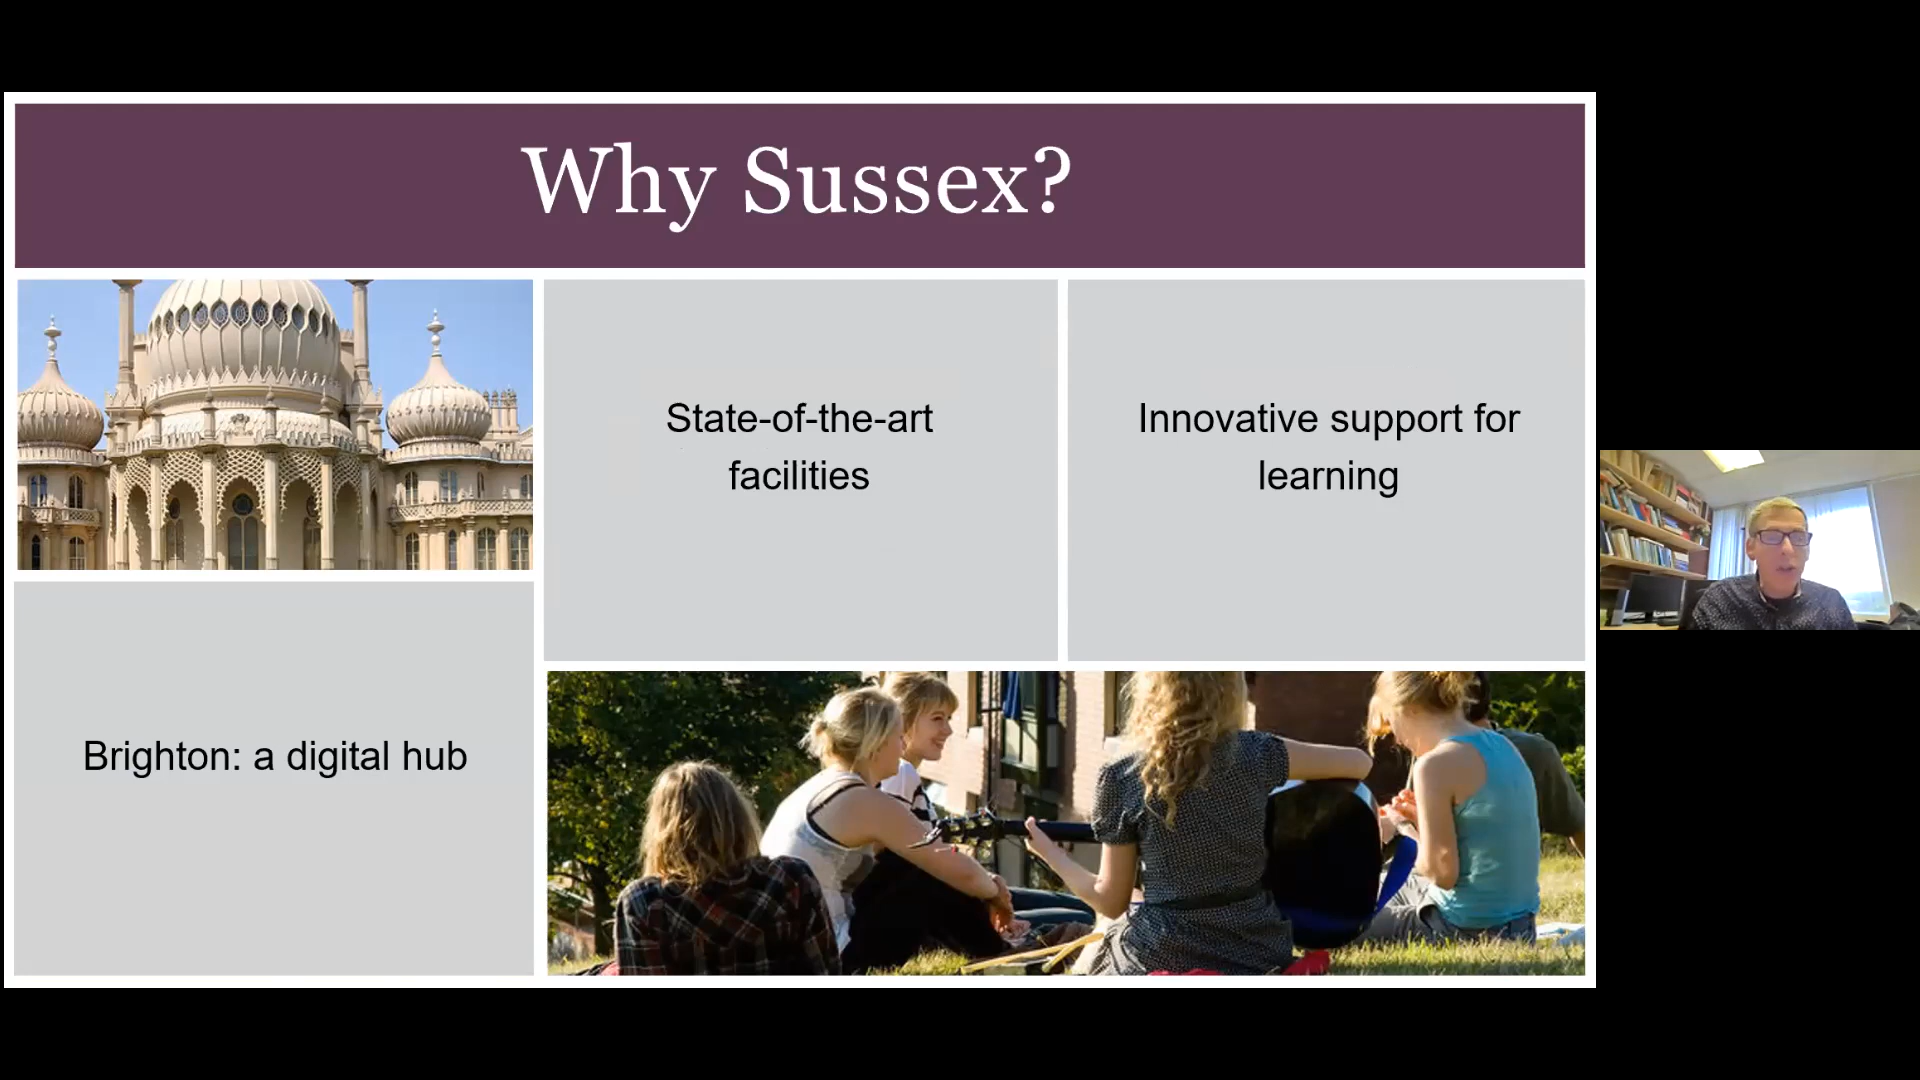 Why Sussex?
State-of-the-art
facilities
Innovative support for
learning
Brighton: a digital hub